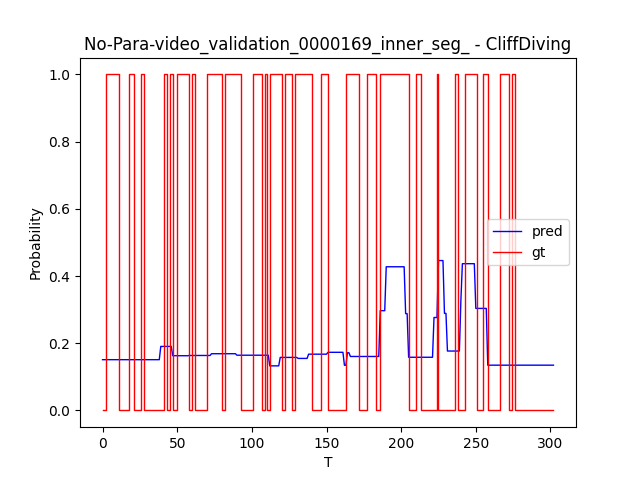 No-Para-video_validation_0000169_inner_seg_ - CliffDiving
1.0
0.8
0.6
0.4
0.2
0.0
Probability
pred
gt
0 50 100 150 200 250 300
T